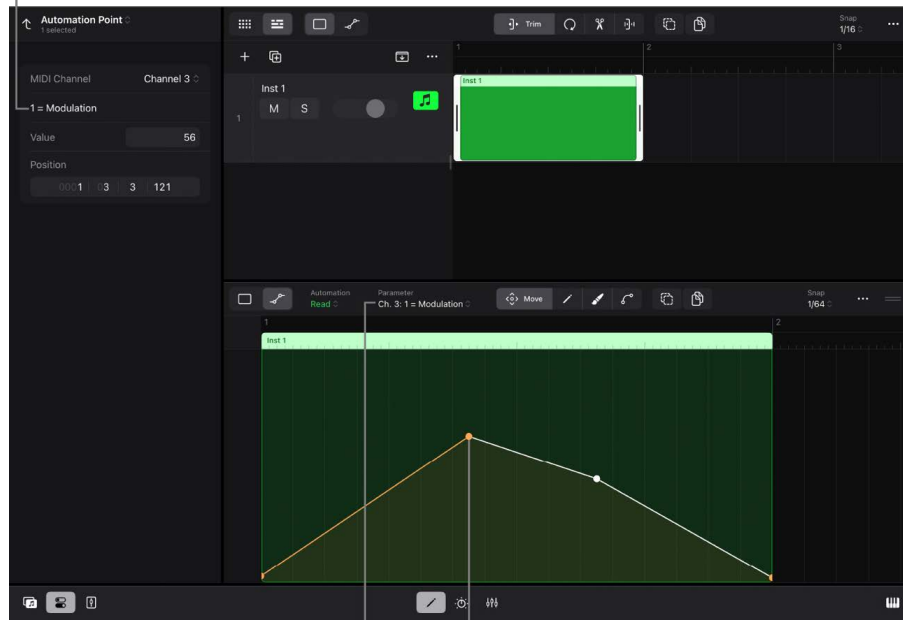 Automation Point
1 selected
MIDI Channel Channel 3
1 = Modulation
Value 56
Position
0001 03 3 121
Trim
Snap
1/16
1 2 3
Inst 1
M S
1
Inst 1
Automation
Read
Parameter
Ch. 3: 1 = Modulation
Move
Snap
1/64
1 2
Inst 1